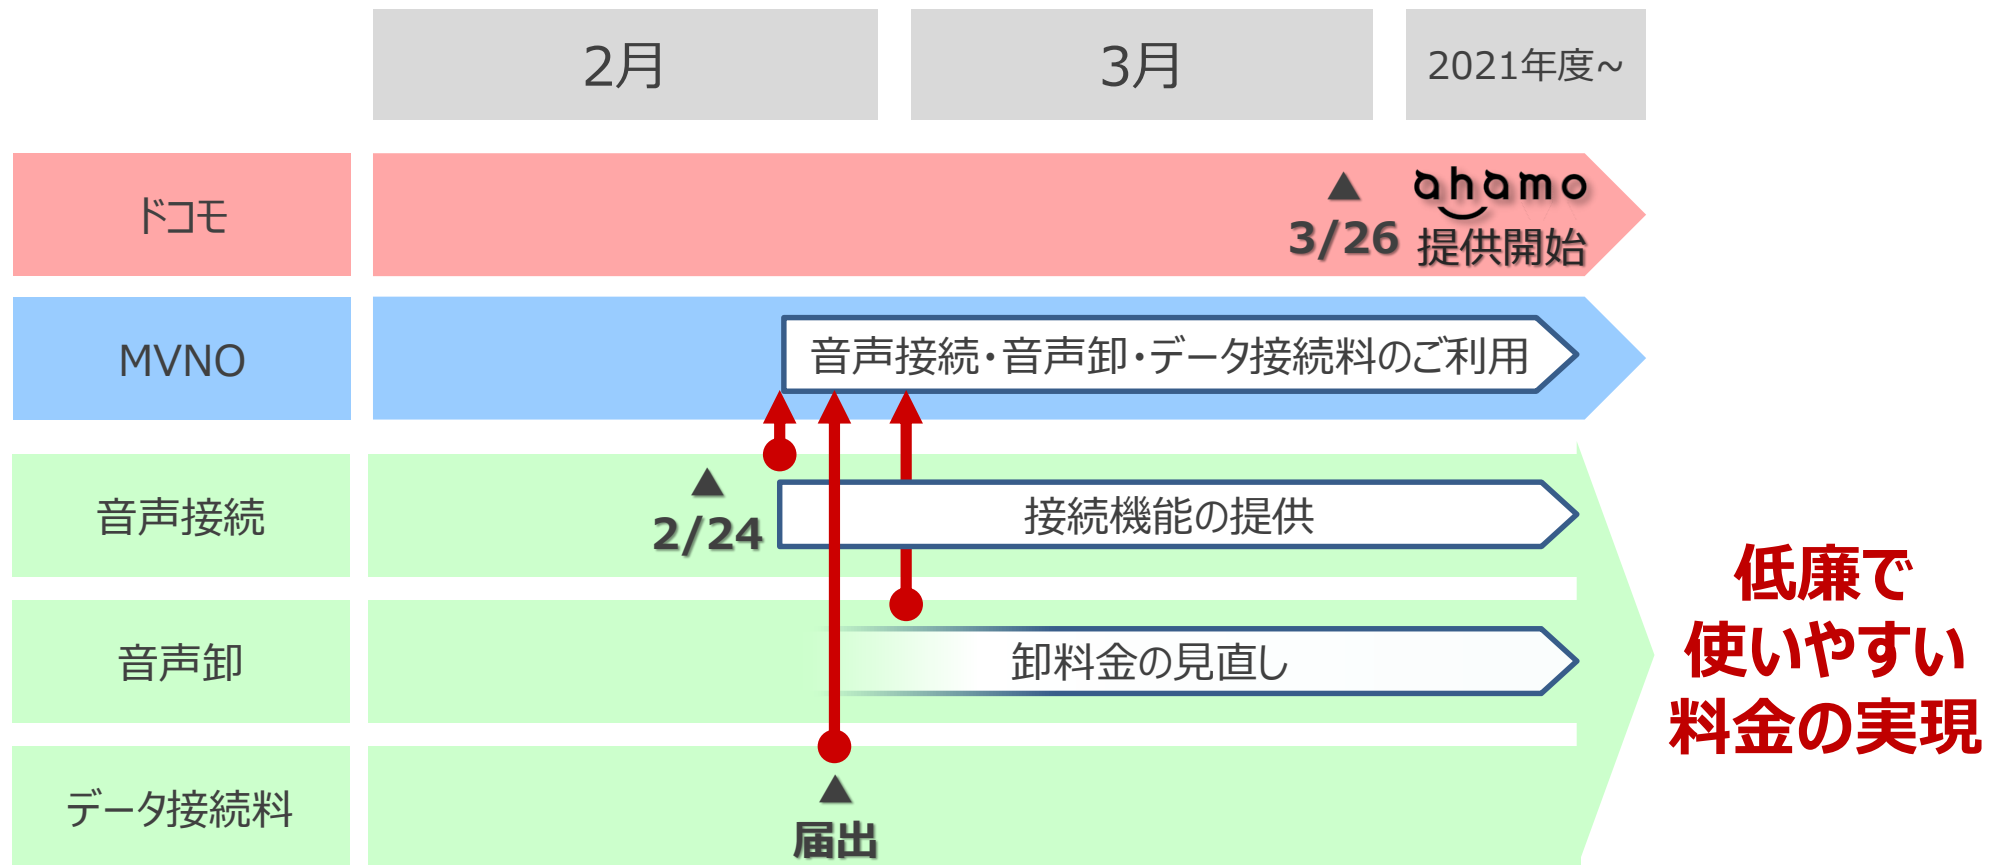 2月
3月
2021年度~
ドコモ
▲
3/26
ahamo
提供開始
MVNO
音声接続・音声卸・データ接続料のご利用
音声接続
▲
2/24
接続機能の提供
音声卸
卸料金の見直し
データ接続料
▲
届出
低廉で
使いやすい
料金の実現